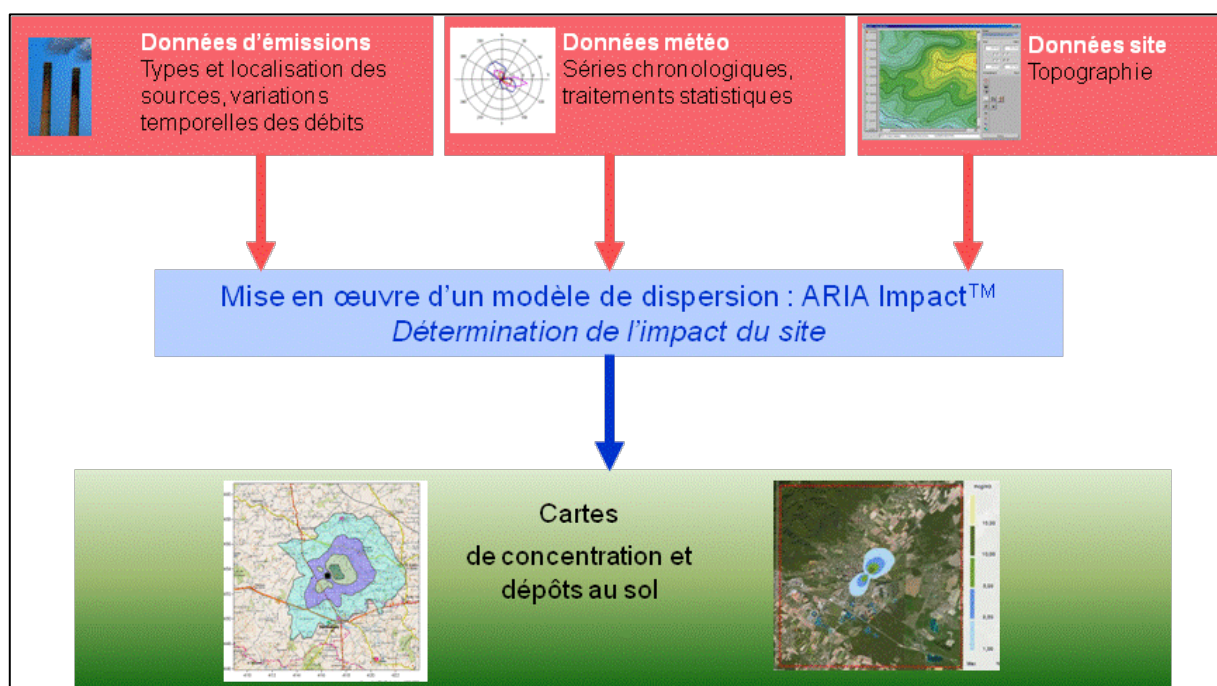 Données d'émissions
Types et localisation des
sources, variations
temporelles des débits
Données météo
Séries chronologiques,
traitements statistiques
Données site
Topographie
Mise en œuvre d'un modèle de dispersion : ARIA Impact™
Détermination de l'impact du site
Cartes
de concentration et
dépôts au sol